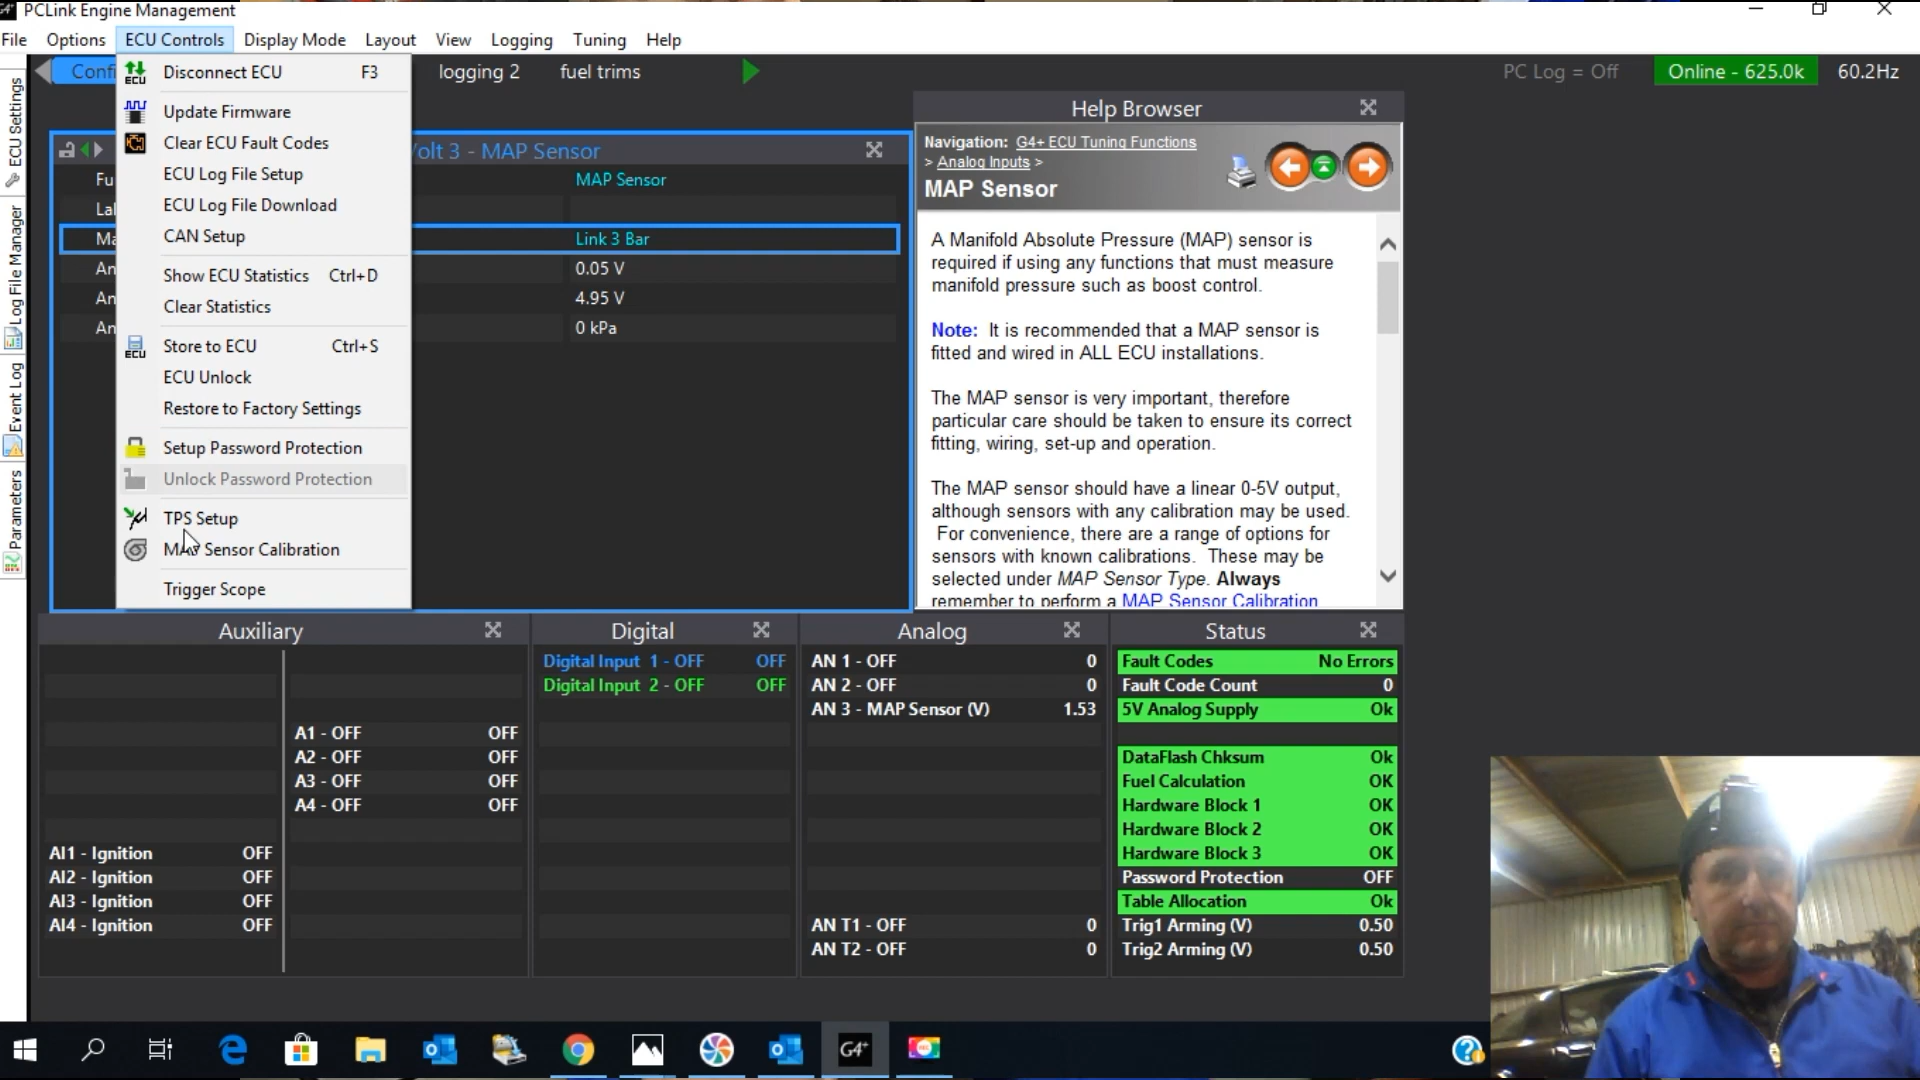 G4+ PCLink Engine Management
File Options ECU Controls Display Mode Layout View Logging Tuning Help
Confi logging 2 fuel trims PC Log = Off Online - 625.0k 60.2Hz
ECU Settings
Log File Manager
Event Log
Parameters
Disconnect ECU F3
Update Firmware
Clear ECU Fault Codes
ECU Log File Setup
ECU Log File Download
CAN Setup
Show ECU Statistics Ctrl+D
Clear Statistics
Store to ECU Ctrl+S
ECU Unlock
Restore to Factory Settings
Setup Password Protection
Unlock Password Protection
TPS Setup
MAP Sensor Calibration
Trigger Scope
olt 3 - MAP Sensor
Fu MAP Sensor
Lal
Ma Link 3 Bar
An 0.05 V
An 4.95 V
An 0 kPa
Help Browser
Navigation: G4+ ECU Tuning Functions
> Analog Inputs >
MAP Sensor
A Manifold Absolute Pressure (MAP) sensor is
required if using any functions that must measure
manifold pressure such as boost control.
Note: It is recommended that a MAP sensor is
fitted and wired in ALL ECU installations.
The MAP sensor is very important, therefore
particular care should be taken to ensure its correct
fitting, wiring, set-up and operation.
The MAP sensor should have a linear 0-5V output,
although sensors with any calibration may be used.
For convenience, there are a range of options for
sensors with known calibrations. These may be
selected under MAP Sensor Type. Always
remember to perform a MAP Sensor Calibration
Auxiliary
A1 - OFF OFF
A2 - OFF OFF
A3 - OFF OFF
A4 - OFF OFF
AI1 - Ignition OFF
AI2 - Ignition OFF
AI3 - Ignition OFF
AI4 - Ignition OFF
Digital
Digital Input 1 - OFF OFF
Digital Input 2 - OFF OFF
Analog
AN 1 - OFF 0
AN 2 - OFF 0
AN 3 - MAP Sensor (V) 1.53
AN T1 - OFF 0
AN T2 - OFF 0
Status
Fault Codes No Errors
Fault Code Count 0
5V Analog Supply Ok
DataFlash Chksum Ok
Fuel Calculation OK
Hardware Block 1 OK
Hardware Block 2 OK
Hardware Block 3 OK
Password Protection OFF
Table Allocation Ok
Trig1 Arming (V) 0.50
Trig2 Arming (V) 0.50
G4+